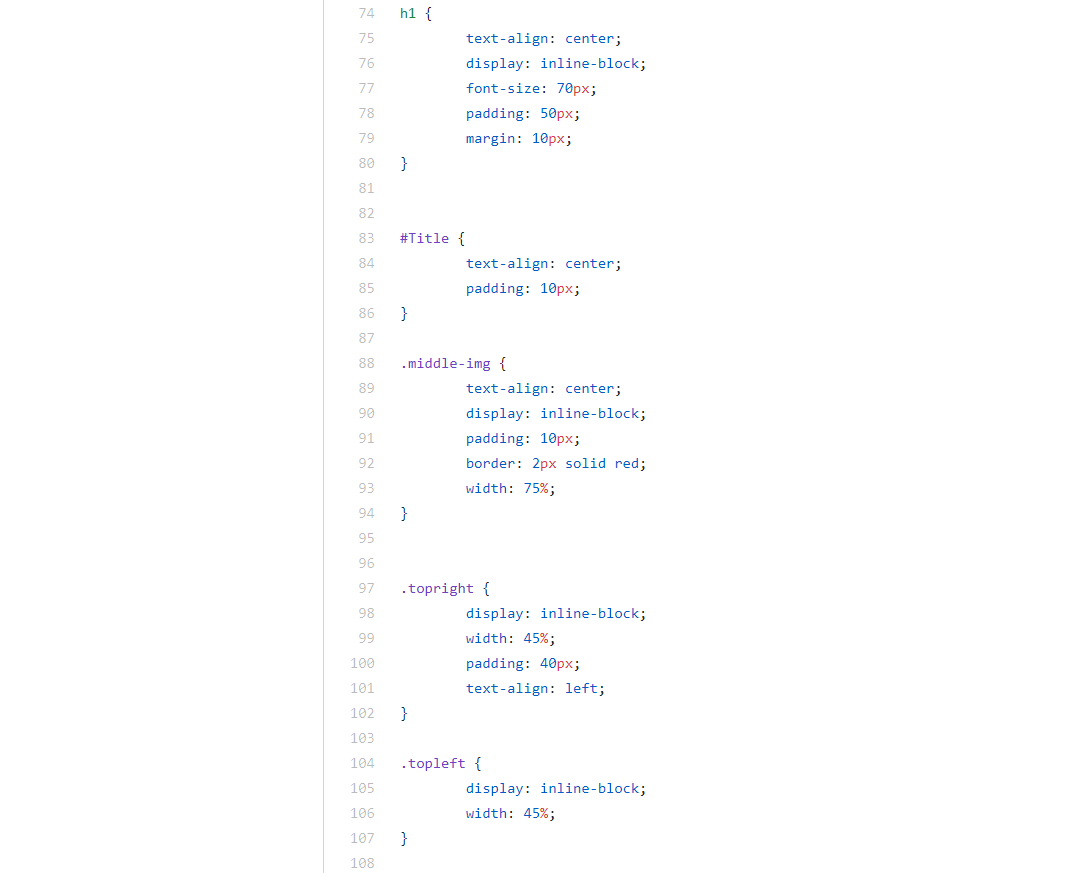 74 h1 {
75 text-align: center;
76 display: inline-block;
77 font-size: 70px;
78 padding: 50px;
79 margin: 10px;
80 }
81
82
83 #Title {
84 text-align: center;
85 padding: 10px;
86 }
87
88 .middle-img {
89 text-align: center;
90 display: inline-block;
91 padding: 10px;
92 border: 2px solid red;
93 width: 75%;
94 }
95
96
97 .topright {
98 display: inline-block;
99 width: 45%;
100 padding: 40px;
101 text-align: left;
102 }
103
104 .topleft {
105 display: inline-block;
106 width: 45%;
107 }
108